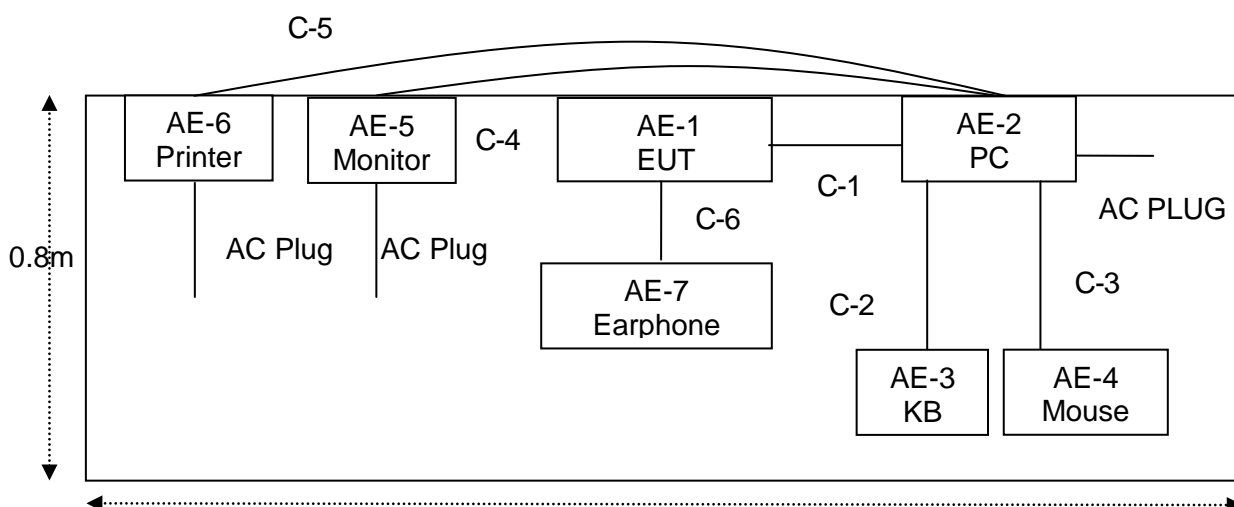 C-5
AE-6
Printer
AE-5
Monitor
C-4
AE-1
EUT
AE-2
PC
C-1
AC PLUG
C-6
AC Plug
AC Plug
0.8m
AE-7
Earphone
C-2
C-3
AE-3
KB
AE-4
Mouse